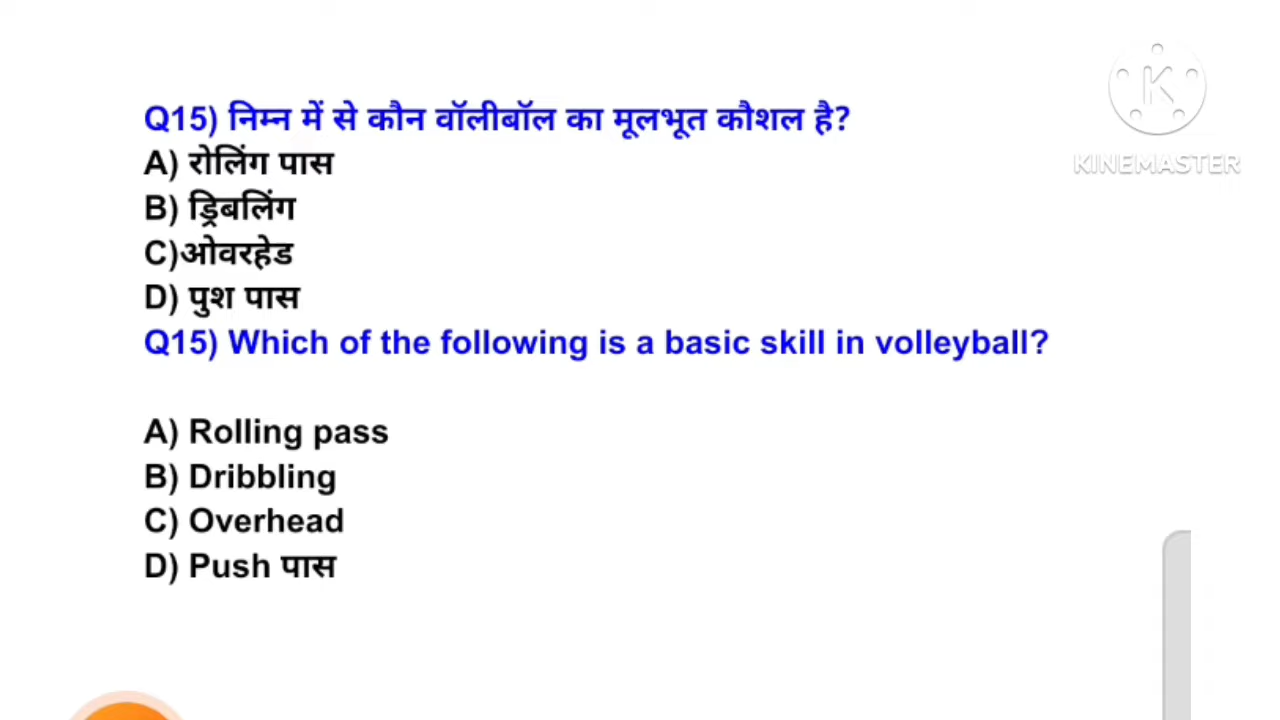 Q15) निम्न में से कौन वॉलीबॉल का मूलभूत कौशल है?
A) रोलिंग पास
B) ड्रिबलिंग
C)ओवरहेड
D) पुश पास
Q15) Which of the following is a basic skill in volleyball?
A) Rolling pass
B) Dribbling
C) Overhead
D) Push पास
K
KINEMASTER